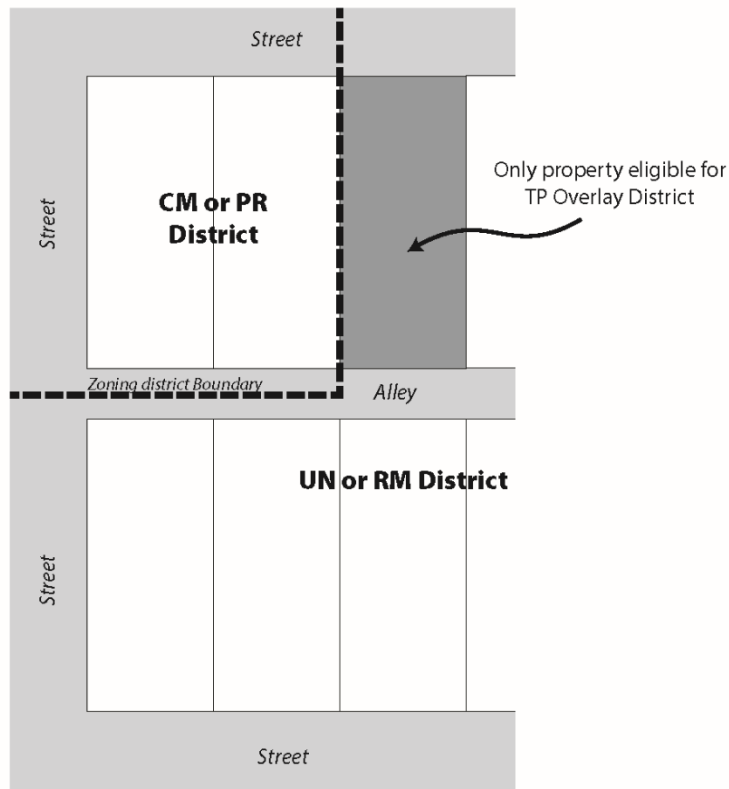 Street
Street
CM or PR
District
Only property eligible for
TP Overlay District
Zoning district Boundary
Alley
UN or RM District
Street
Street